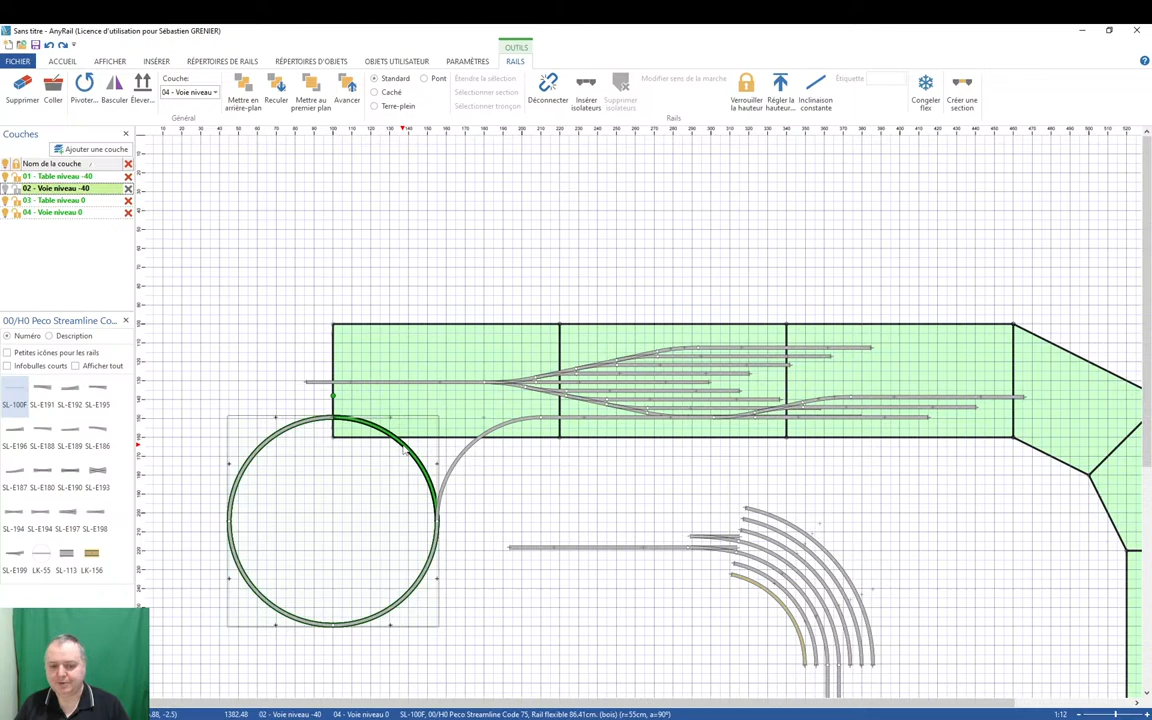 Sans titre - AnyRail (Licence d'utilisation pour Sébastien GRENIER)
OUTILS
FICHIER ACCUEIL AFFICHER INSÉRER RÉPERTOIRES DE RAILS RÉPERTOIRES D'OBJETS OBJETS UTILISATEUR PARAMÈTRES RAILS
Supprimer Coller Pivoter... Basculer Élever...
Couche:
04 - Voie niveau
Mettre en arrière-plan Reculer Mettre au premier plan Avancer
Général
Standard Pont
Caché
Terre-plein
Étendre la sélection
Sélectionner section
Sélectionner tronçon
Déconnecter Insérer isolateurs Supprimer isolateurs
Modifier sens de la marche
Verrouiller la hauteur Régler la hauteur... Inclinaison constante
Étiquette
Congeler flex Créer une section
Rails
Couches
Ajouter une couche
Nom de la couche
01 - Table niveau -40
02 - Voie niveau -40
03 - Table niveau 0
04 - Voie niveau 0
00/H0 Peco Streamline Co...
Numéro Description
Petites icônes pour les rails
Infobulles courts Afficher tout
SL-100F SL-E191 SL-E192 SL-E195
SL-E196 SL-E188 SL-E189 SL-E186
SL-E187 SL-E180 SL-E190 SL-E193
SL-194 SL-E194 SL-E197 SL-E198
SL-E199 LK-55 SL-113 LK-156
.88, -2.5) 1382.48 02 - Voie niveau -40 04 - Voie niveau 0 SL-100F, 00/H0 Peco Streamline Code 75, Rail flexible 86.41cm. (bois) (r=55cm, a=90°) 1:12